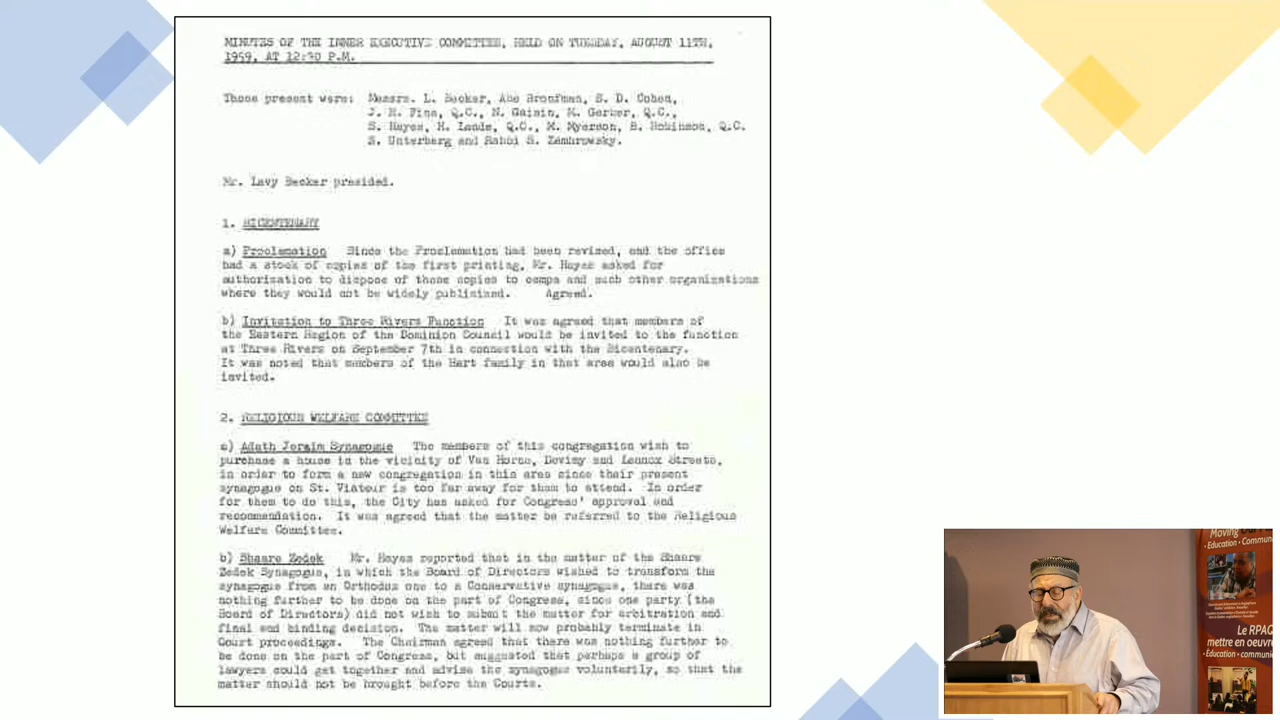 MINUTES OF THE INNER EXECUTIVE COMMITTEE, HELD ON TUESDAY, AUGUST 11TH,
1959, AT 12:30 P.M.
Those present were: Messrs. L. Becker, Abe Bronfman, S. D. Cohen,
J. H. Fine, Q.C., N. Gaisin, M. Garber, Q.C.,
S. Hayes, H. Lande, Q.C., M. Myerson, B. Robinson, Q.C.
S. Unterberg and Rabbi S. Zambrowsky.
Mr. Lavy Becker presided.
1. BICENTENARY
a) Proclamation Since the Proclamation had been revised, and the office
had a stock of copies of the first printing, Mr. Hayes asked for
authorization to dispose of those copies to camps and such other organizations
where they would not be widely publicized. Agreed.
b) Invitation to Three Rivers Function It was agreed that members of
the Eastern Region of the Dominion Council would be invited to the function
at Three Rivers on September 7th in connection with the Bicentenary.
It was noted that members of the Hart family in that area would also be
invited.
2. RELIGIOUS WELFARE COMMITTEE
a) Adath Jerain Synagogue The members of this congregation wish to
purchase a house in the vicinity of Van Horne, Devimy and Lennox Streets,
in order to form a new congregation in this area since their present
synagogue on St. Viateur is too far away for them to attend. In order
for them to do this, the City has asked for Congress' approval and
recommendation. It was agreed that the matter be referred to the Religious
Welfare Committee.
b) Shaare Zedek Mr. Hayes reported that in the matter of the Shaare
Zedek Synagogue, in which the Board of Directors wished to transform the
synagogue from an Orthodox one to a Conservative synagogue, there was
nothing further to be done on the part of Congress, since one party (the
Board of Directors) did not wish to submit the matter for arbitration and
final and binding decision. The matter will now probably terminate in
Court proceedings. The Chairman agreed that there was nothing further to
be done on the part of Congress, but suggested that perhaps a group of
lawyers could get together and advise the synagogue voluntarily, so that the
matter should not be brought before the Courts.
Moving
• Education • Commun
Le RPAQ
mettre en oeuvre
• Education • commun